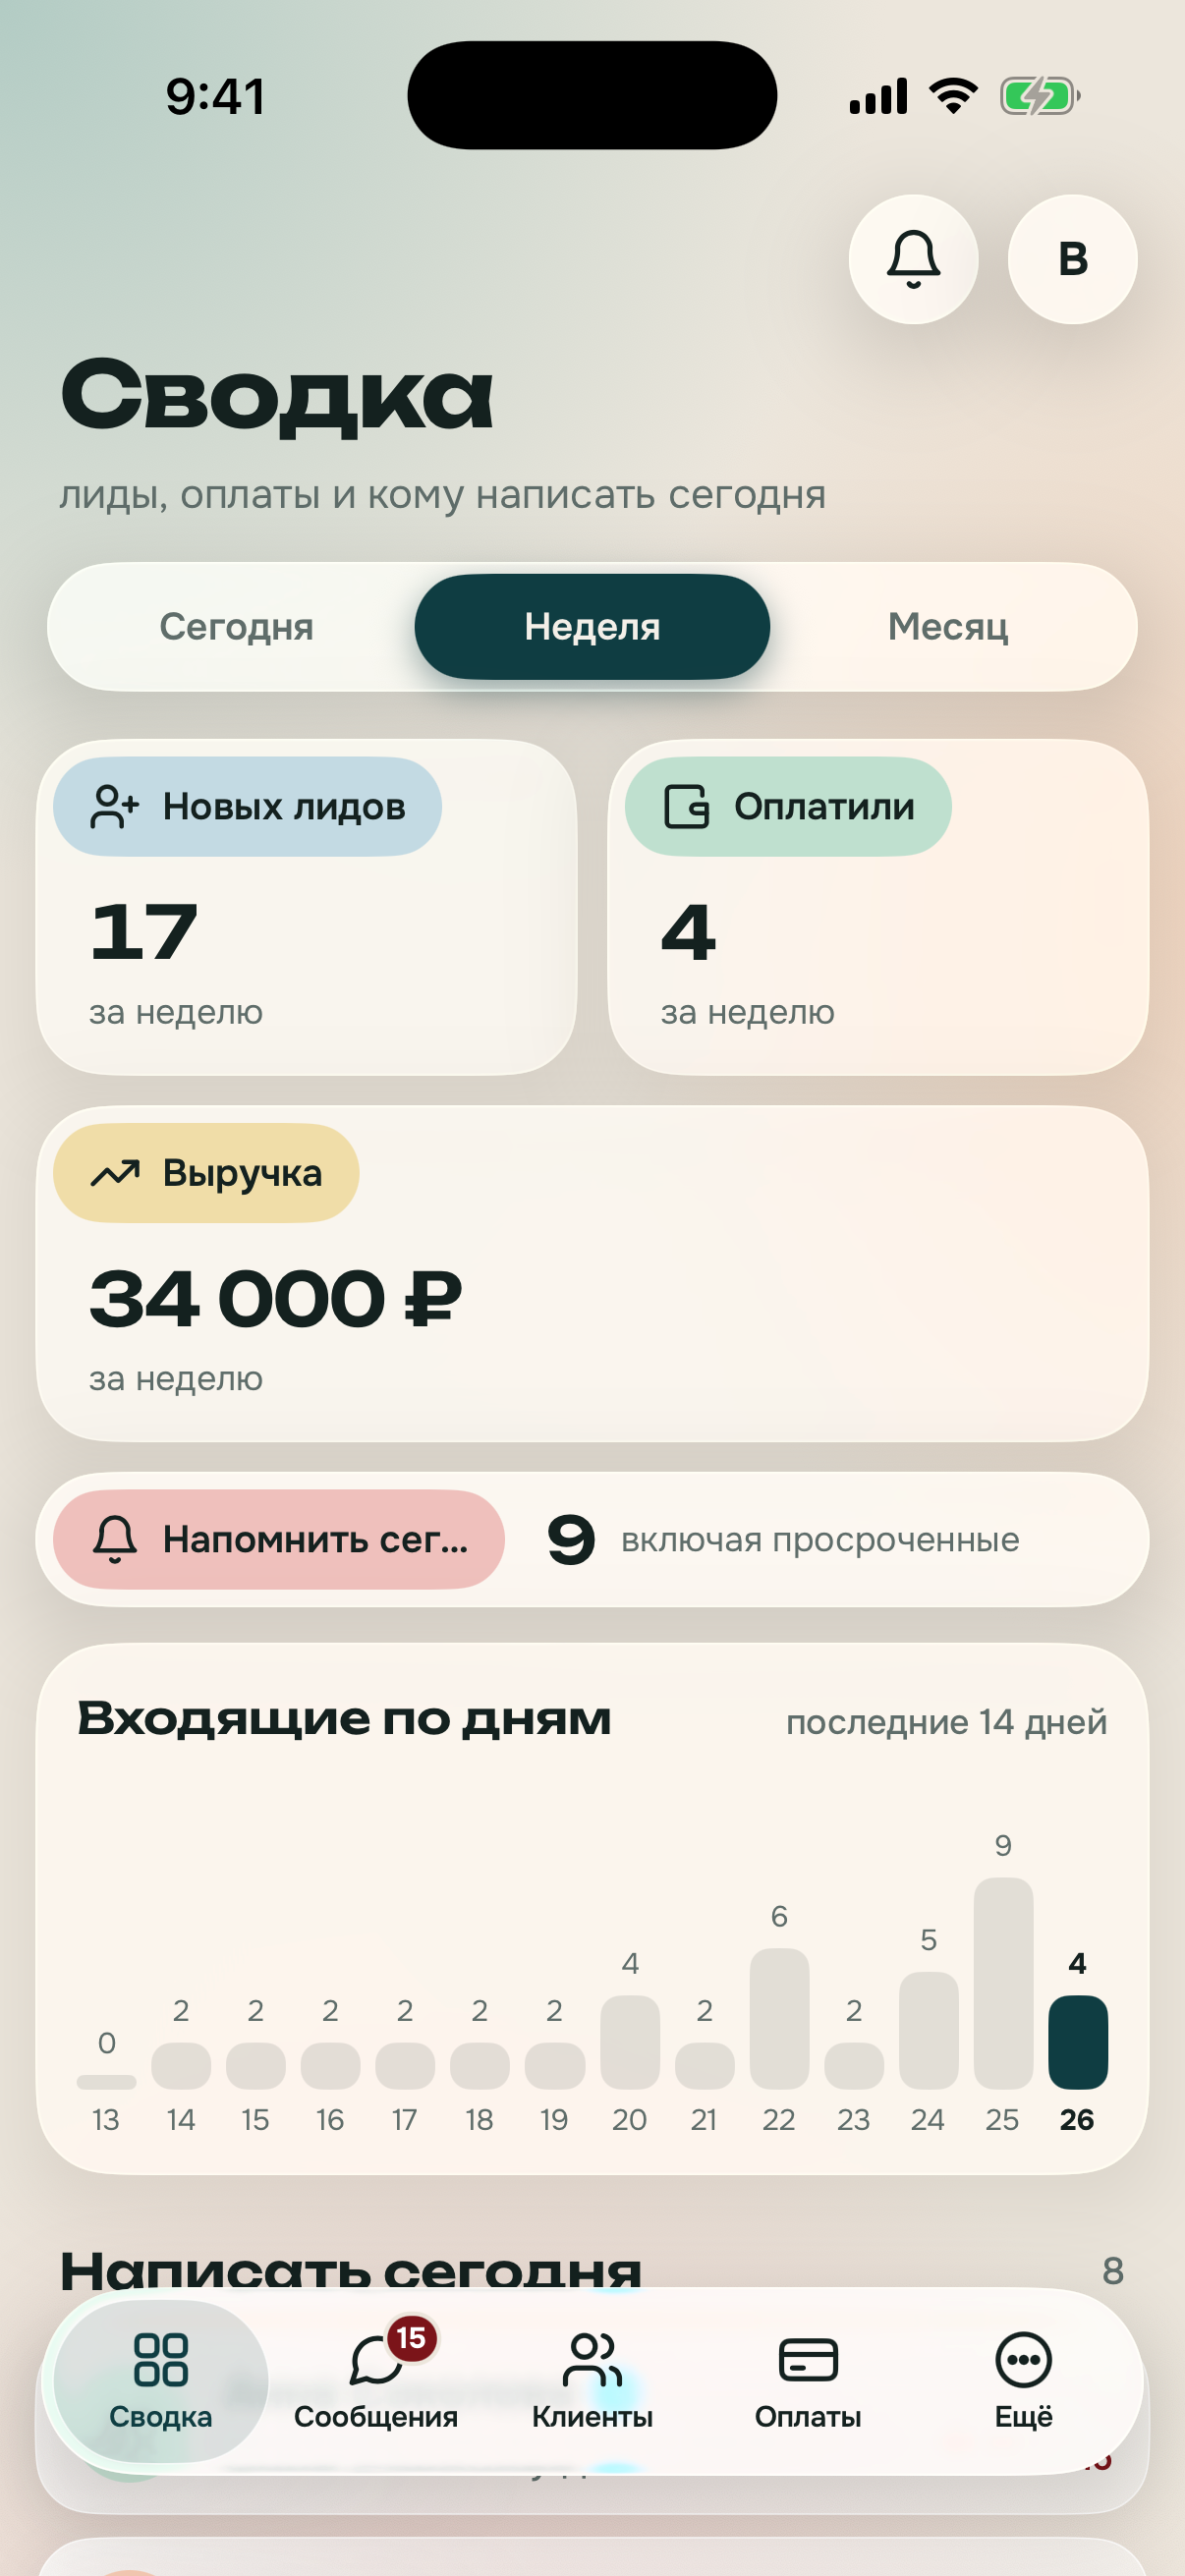 9:41
В
Сводка
лиды, оплаты и кому написать сегодня
Сегодня Неделя Месяц
Новых лидов Оплатили
17 4
за неделю за неделю
Выручка
34 000 ₽
за неделю
Напомнить сег... 9 включая просроченные
Входящие по дням последние 14 дней
0 2 2 2 2 2 2 4 2 6 2 5 9 4
13 14 15 16 17 18 19 20 21 22 23 24 25 26
Написать сегодня 8
15
Сводка Сообщения Клиенты Оплаты Ещё